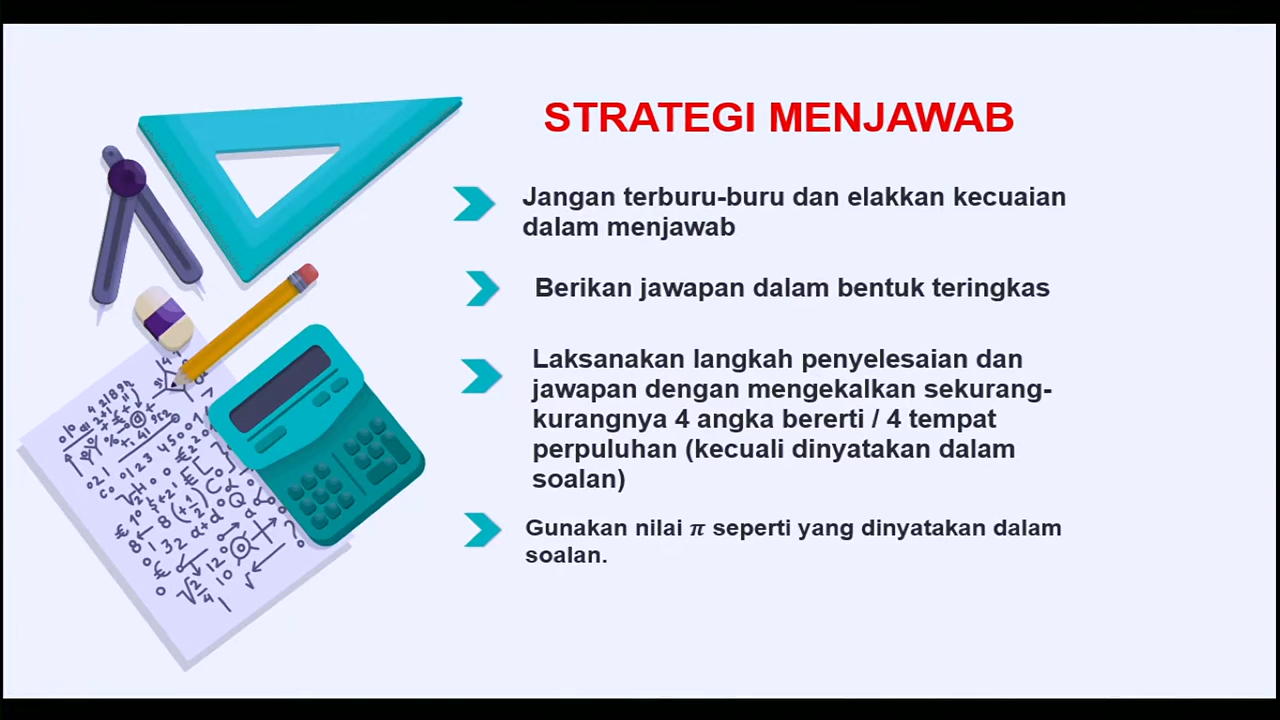 STRATEGI MENJAWAB
Jangan terburu-buru dan elakkan kecuaian
dalam menjawab
Berikan jawapan dalam bentuk teringkas
Laksanakan langkah penyelesaian dan
jawapan dengan mengekalkan sekurang-
kurangnya 4 angka bererti / 4 tempat
perpuluhan (kecuali dinyatakan dalam
soalan)
Gunakan nilai π seperti yang dinyatakan dalam
soalan.